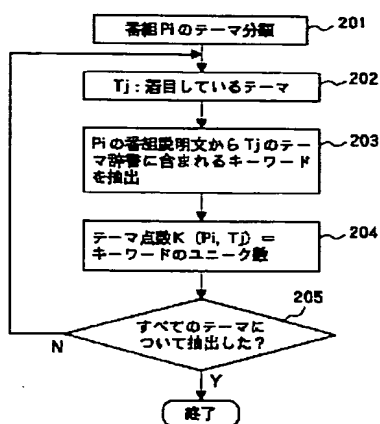 番組Piのテーマ分類
201
Tj：着目しているテーマ
202
Piの番組説明文からTjのテー
マ辞書に含まれるキーワード
を抽出
203
テーマ点数K（Pi, Tj）＝
キーワードのユニーク数
204
205
すべてのテーマに
ついて抽出した？
N
Y
終了